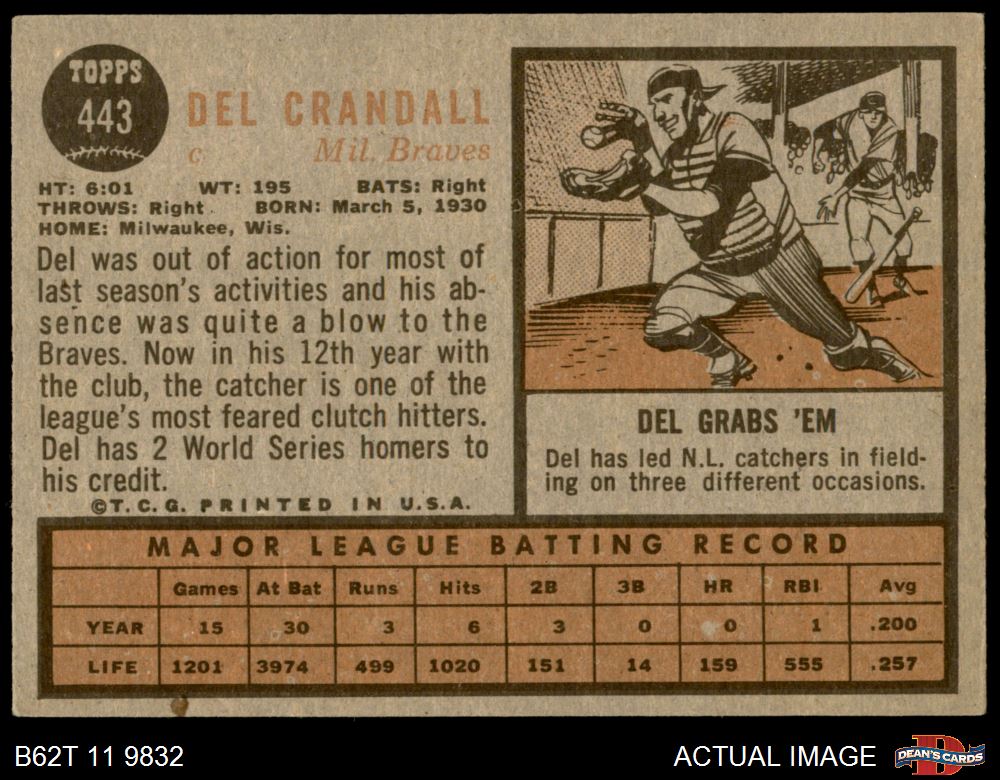 TOPPS
443
DEL CRANDALL
C
Mil. Braves
HT: 6:01 WT: 195 BATS: Right
THROWS: Right BORN: March 5, 1930
HOME: Milwaukee, Wis.
Del was out of action for most of
last season's activities and his ab-
sence was quite a blow to the
Braves. Now in his 12th year with
the club, the catcher is one of the
league's most feared clutch hitters.
Del has 2 World Series homers to
his credit.
©T. C. G. PRINTED IN U.S.A.
DEL GRABS 'EM
Del has led N.L. catchers in field-
ing on three different occasions.
MAJOR LEAGUE BATTING RECORD
Games At Bat Runs Hits 2B 3B HR RBI Avg
YEAR 15 30 3 6 3 0 0 1 .200
LIFE 1201 3974 499 1020 151 14 159 555 .257
B62T 11 9832
ACTUAL IMAGE
DEAN'S CARDS